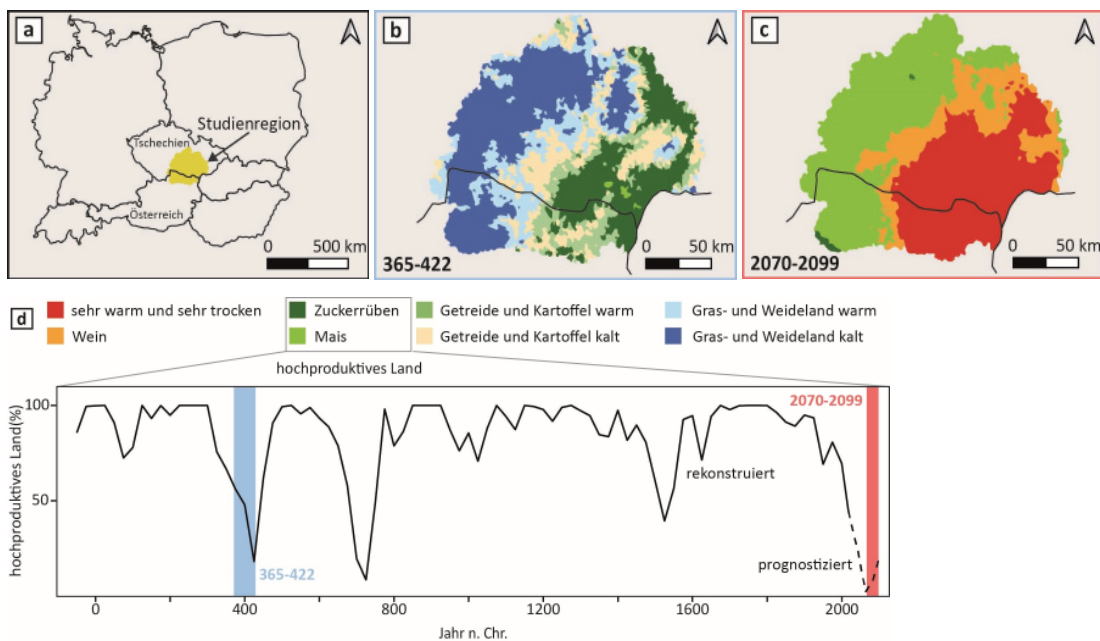 a
Studienregion
Tschechien
Österreich
0 500 km
b
365-422
0 50 km
c
2070-2099
0 50 km
d
sehr warm und sehr trocken
Zuckerrüben
Getreide und Kartoffel warm
Gras- und Weideland warm
Wein
Mais
Getreide und Kartoffel kalt
Gras- und Weideland kalt
hochproduktives Land
hochproduktives Land(%)
100
50
2070-2099
rekonstruiert
prognostiziert
365-422
0 400 800 1200 1600 2000
Jahr n. Chr.